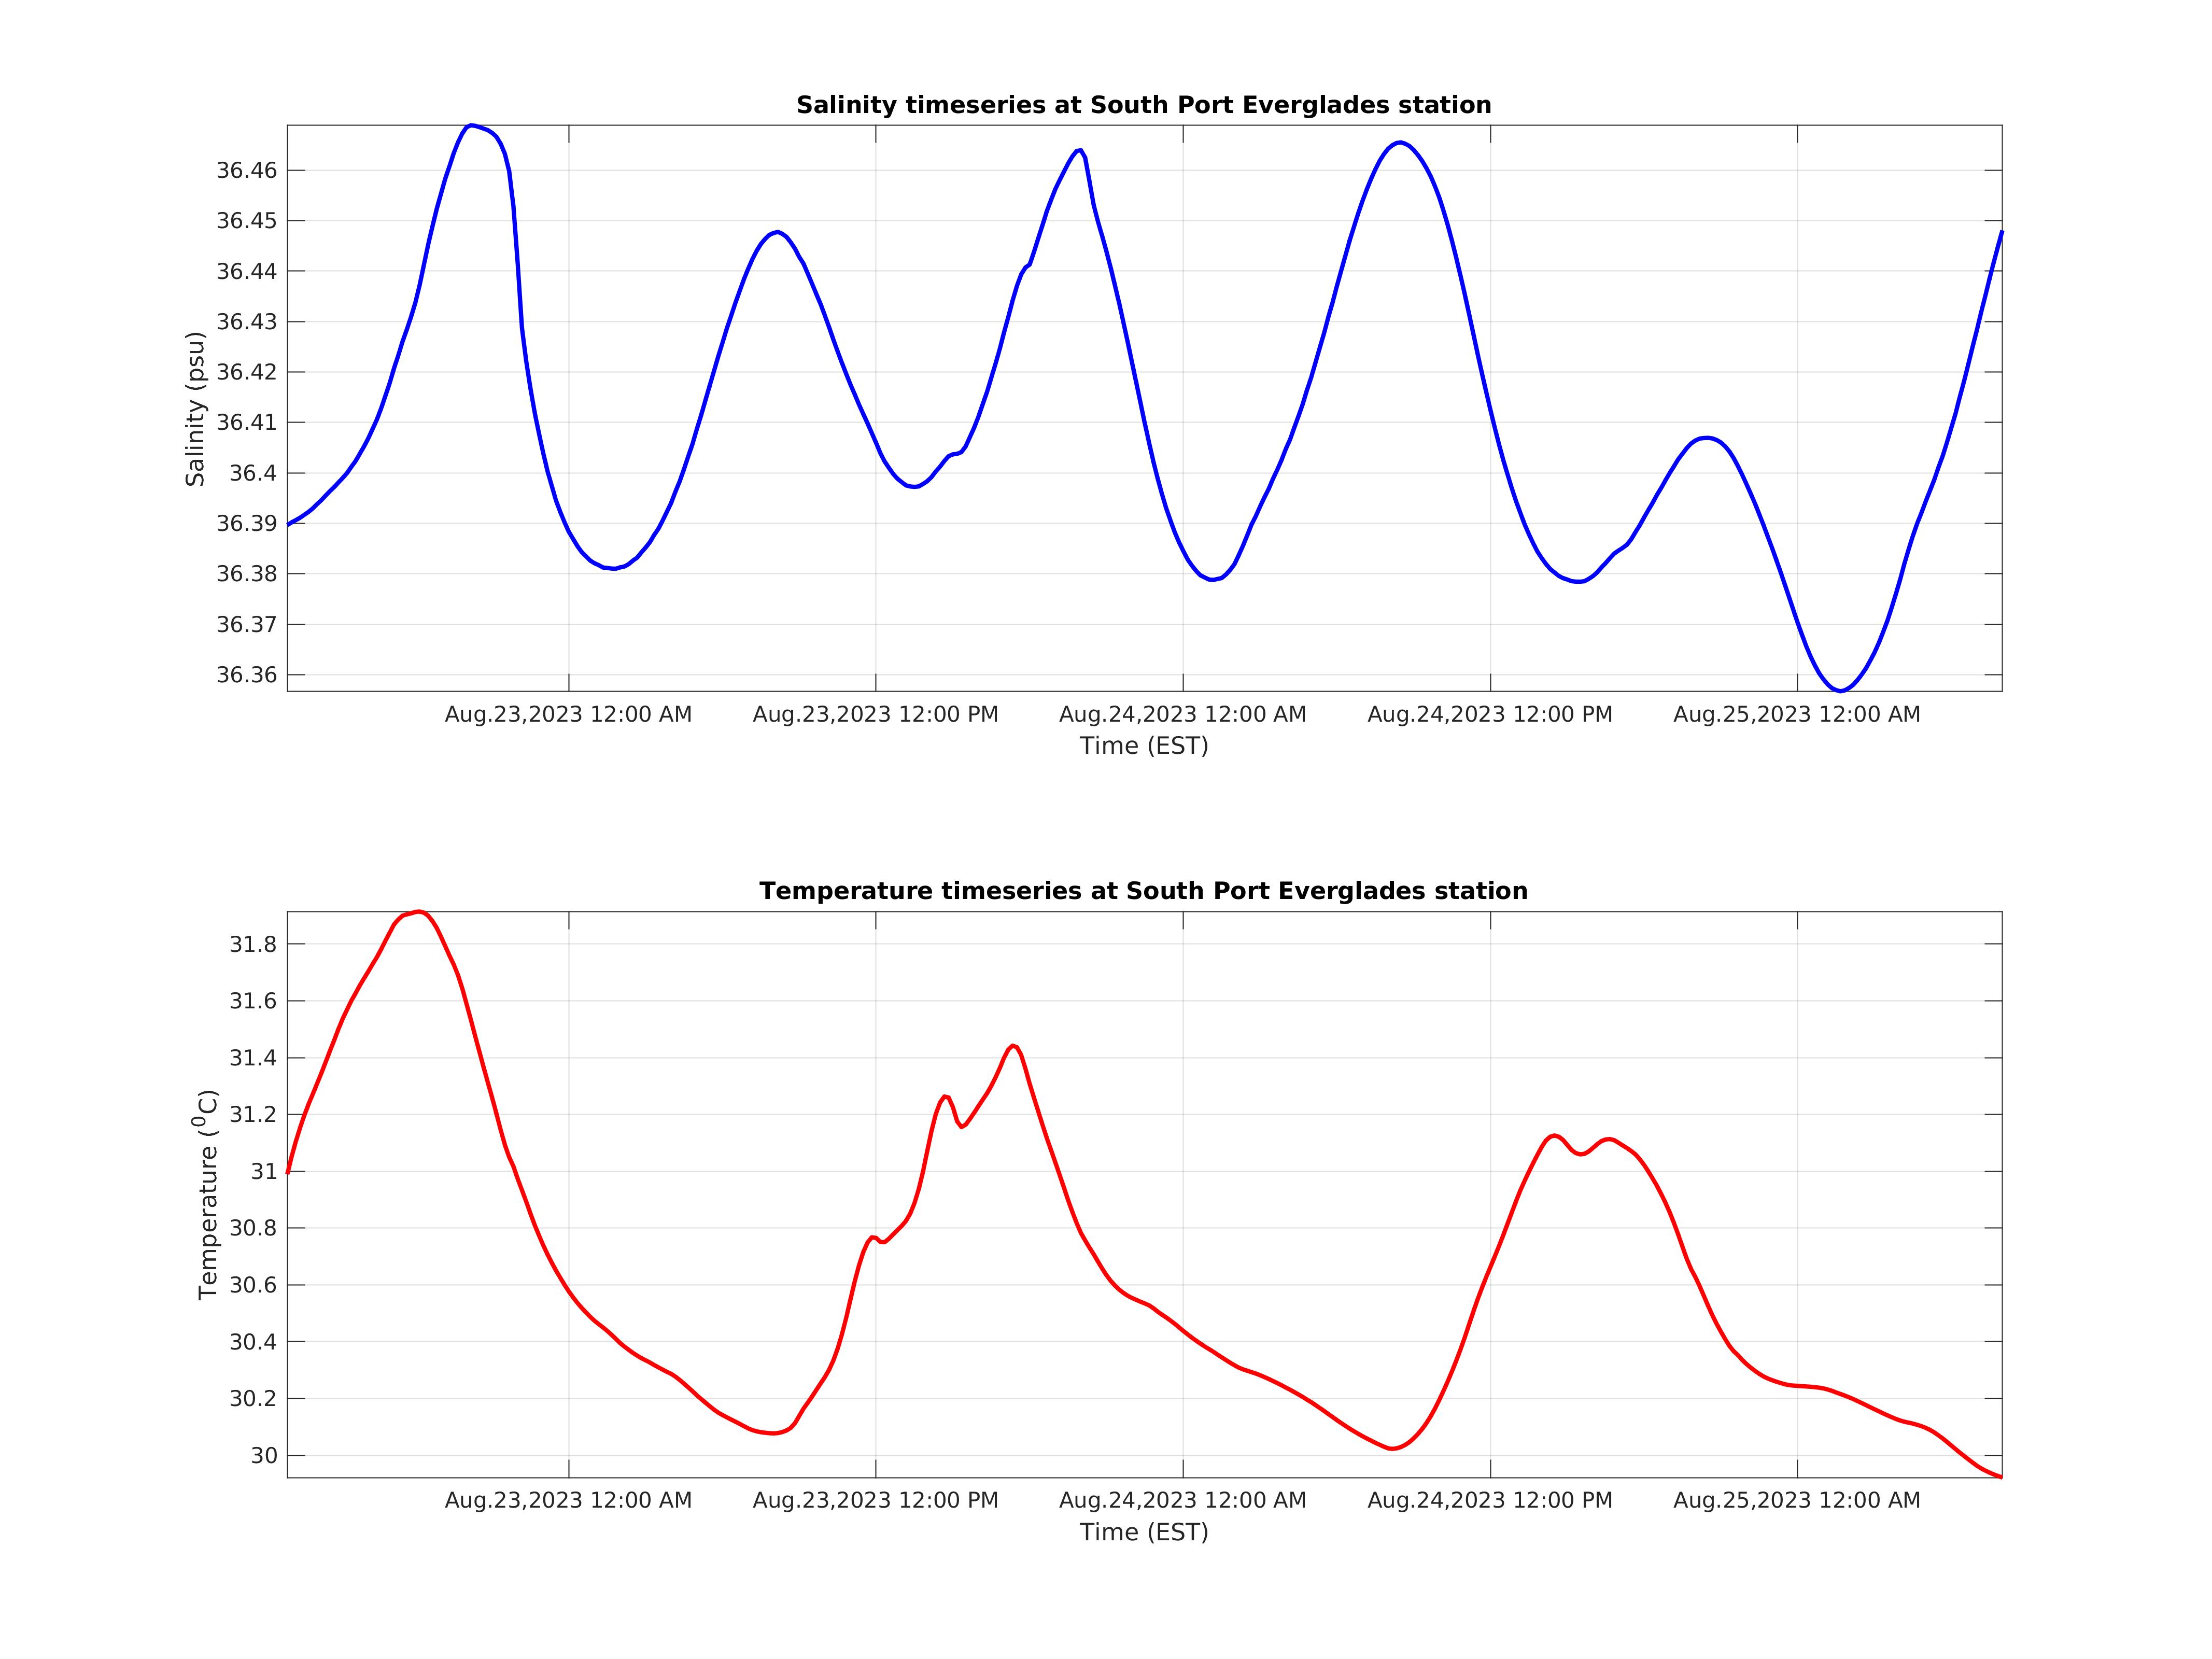 Salinity timeseries at South Port Everglades station
36.46
36.45
36.44
36.43
36.42
36.41
36.4
36.39
36.38
36.37
36.36
Salinity (psu)
Aug.23,2023 12:00 AM
Aug.23,2023 12:00 PM
Aug.24,2023 12:00 AM
Aug.24,2023 12:00 PM
Aug.25,2023 12:00 AM
Time (EST)
Temperature timeseries at South Port Everglades station
31.8
31.6
31.4
31.2
31
30.8
30.6
30.4
30.2
30
Temperature (⁰C)
Aug.23,2023 12:00 AM
Aug.23,2023 12:00 PM
Aug.24,2023 12:00 AM
Aug.24,2023 12:00 PM
Aug.25,2023 12:00 AM
Time (EST)